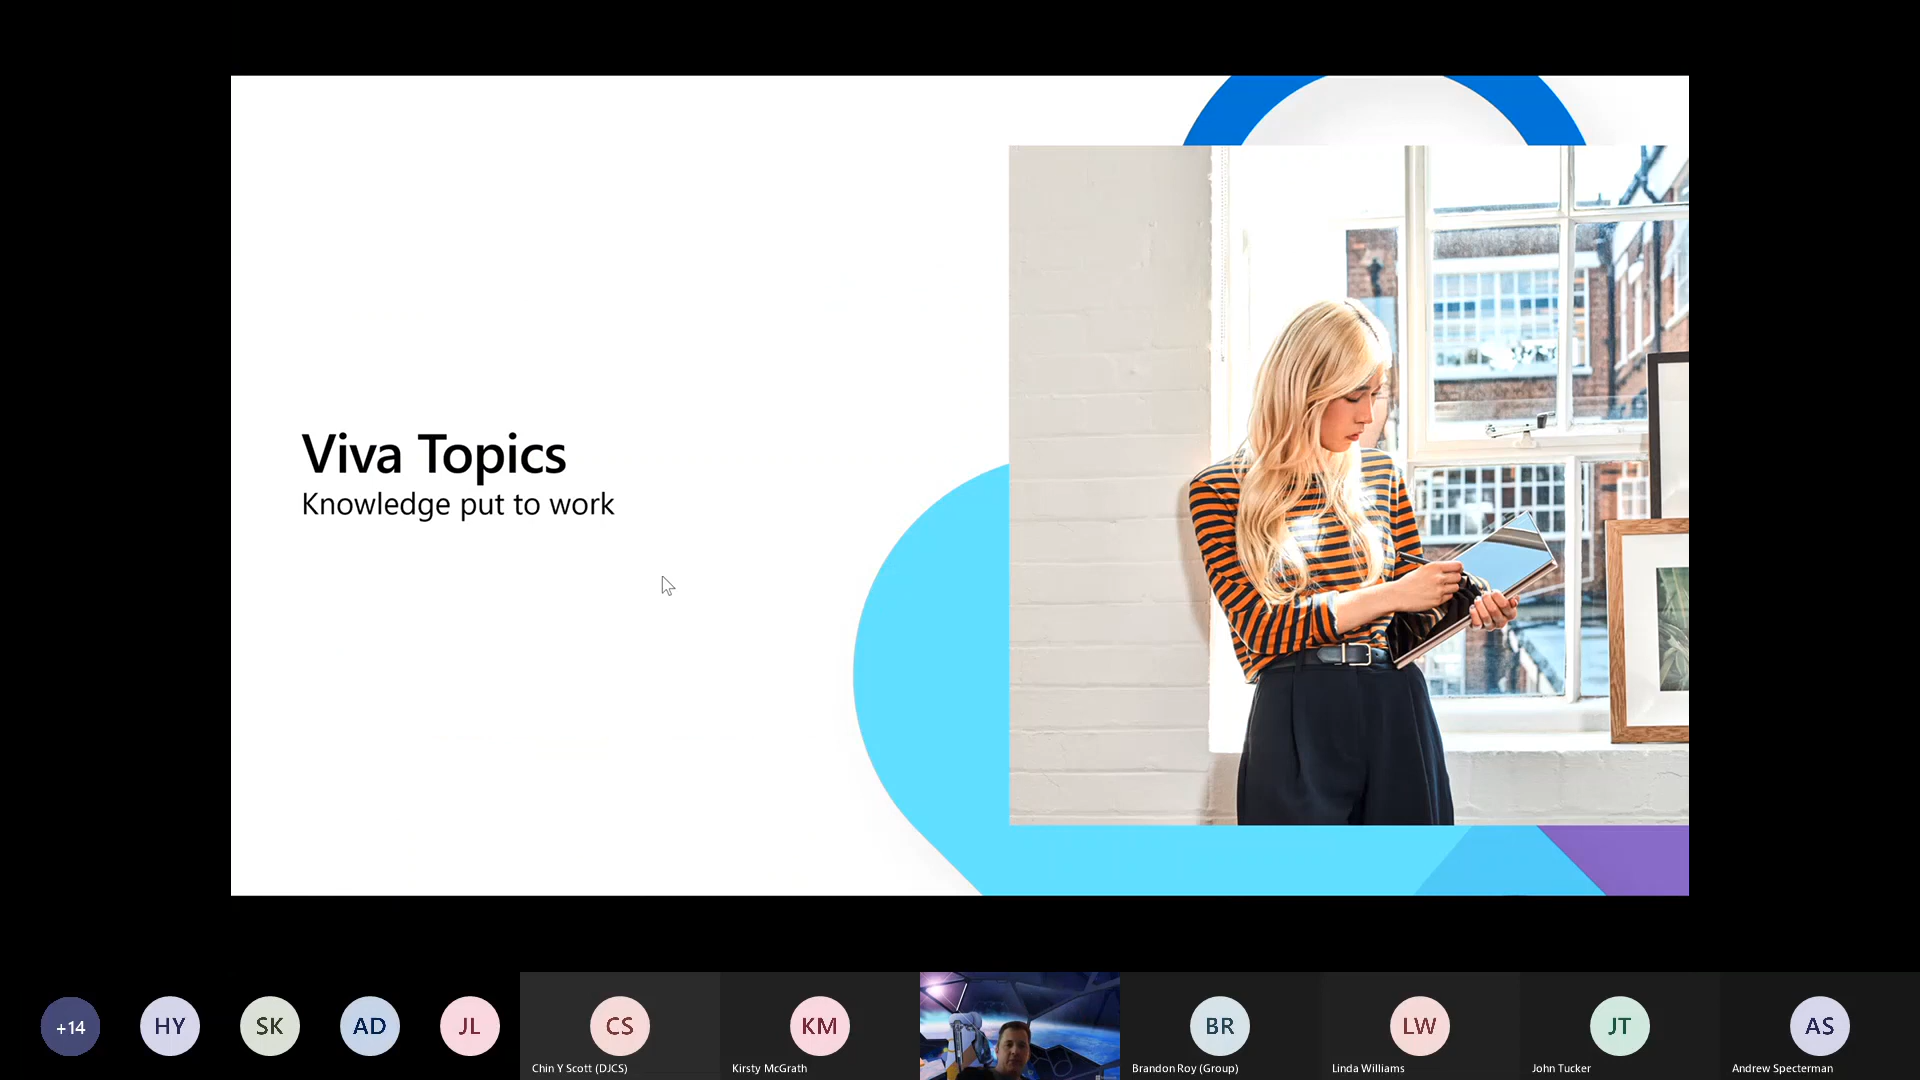 Viva Topics
Knowledge put to work
+14
HY
SK
AD
JL
CS
Chin Y Scott (DJCS)
KM
Kirsty McGrath
BR
Brandon Roy (Group)
LW
Linda Williams
JT
John Tucker
AS
Andrew Specterman